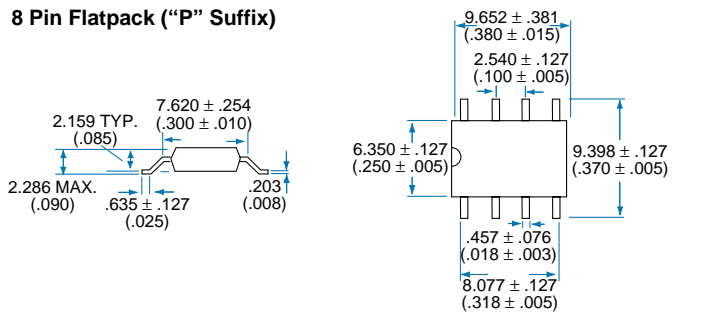 8 Pin Flatpack (“P” Suffix)
7.620 ± .254
(.300 ± .010)
2.159 TYP.
(.085)
2.286 MAX.
(.090)
.635 ± .127
(.025)
.203
(.008)
9.652 ± .381
(.380 ± .015)
2.540 ± .127
(.100 ± .005)
6.350 ± .127
(.250 ± .005)
9.398 ± .127
(.370 ± .005)
.457 ± .076
(.018 ± .003)
8.077 ± .127
(.318 ± .005)